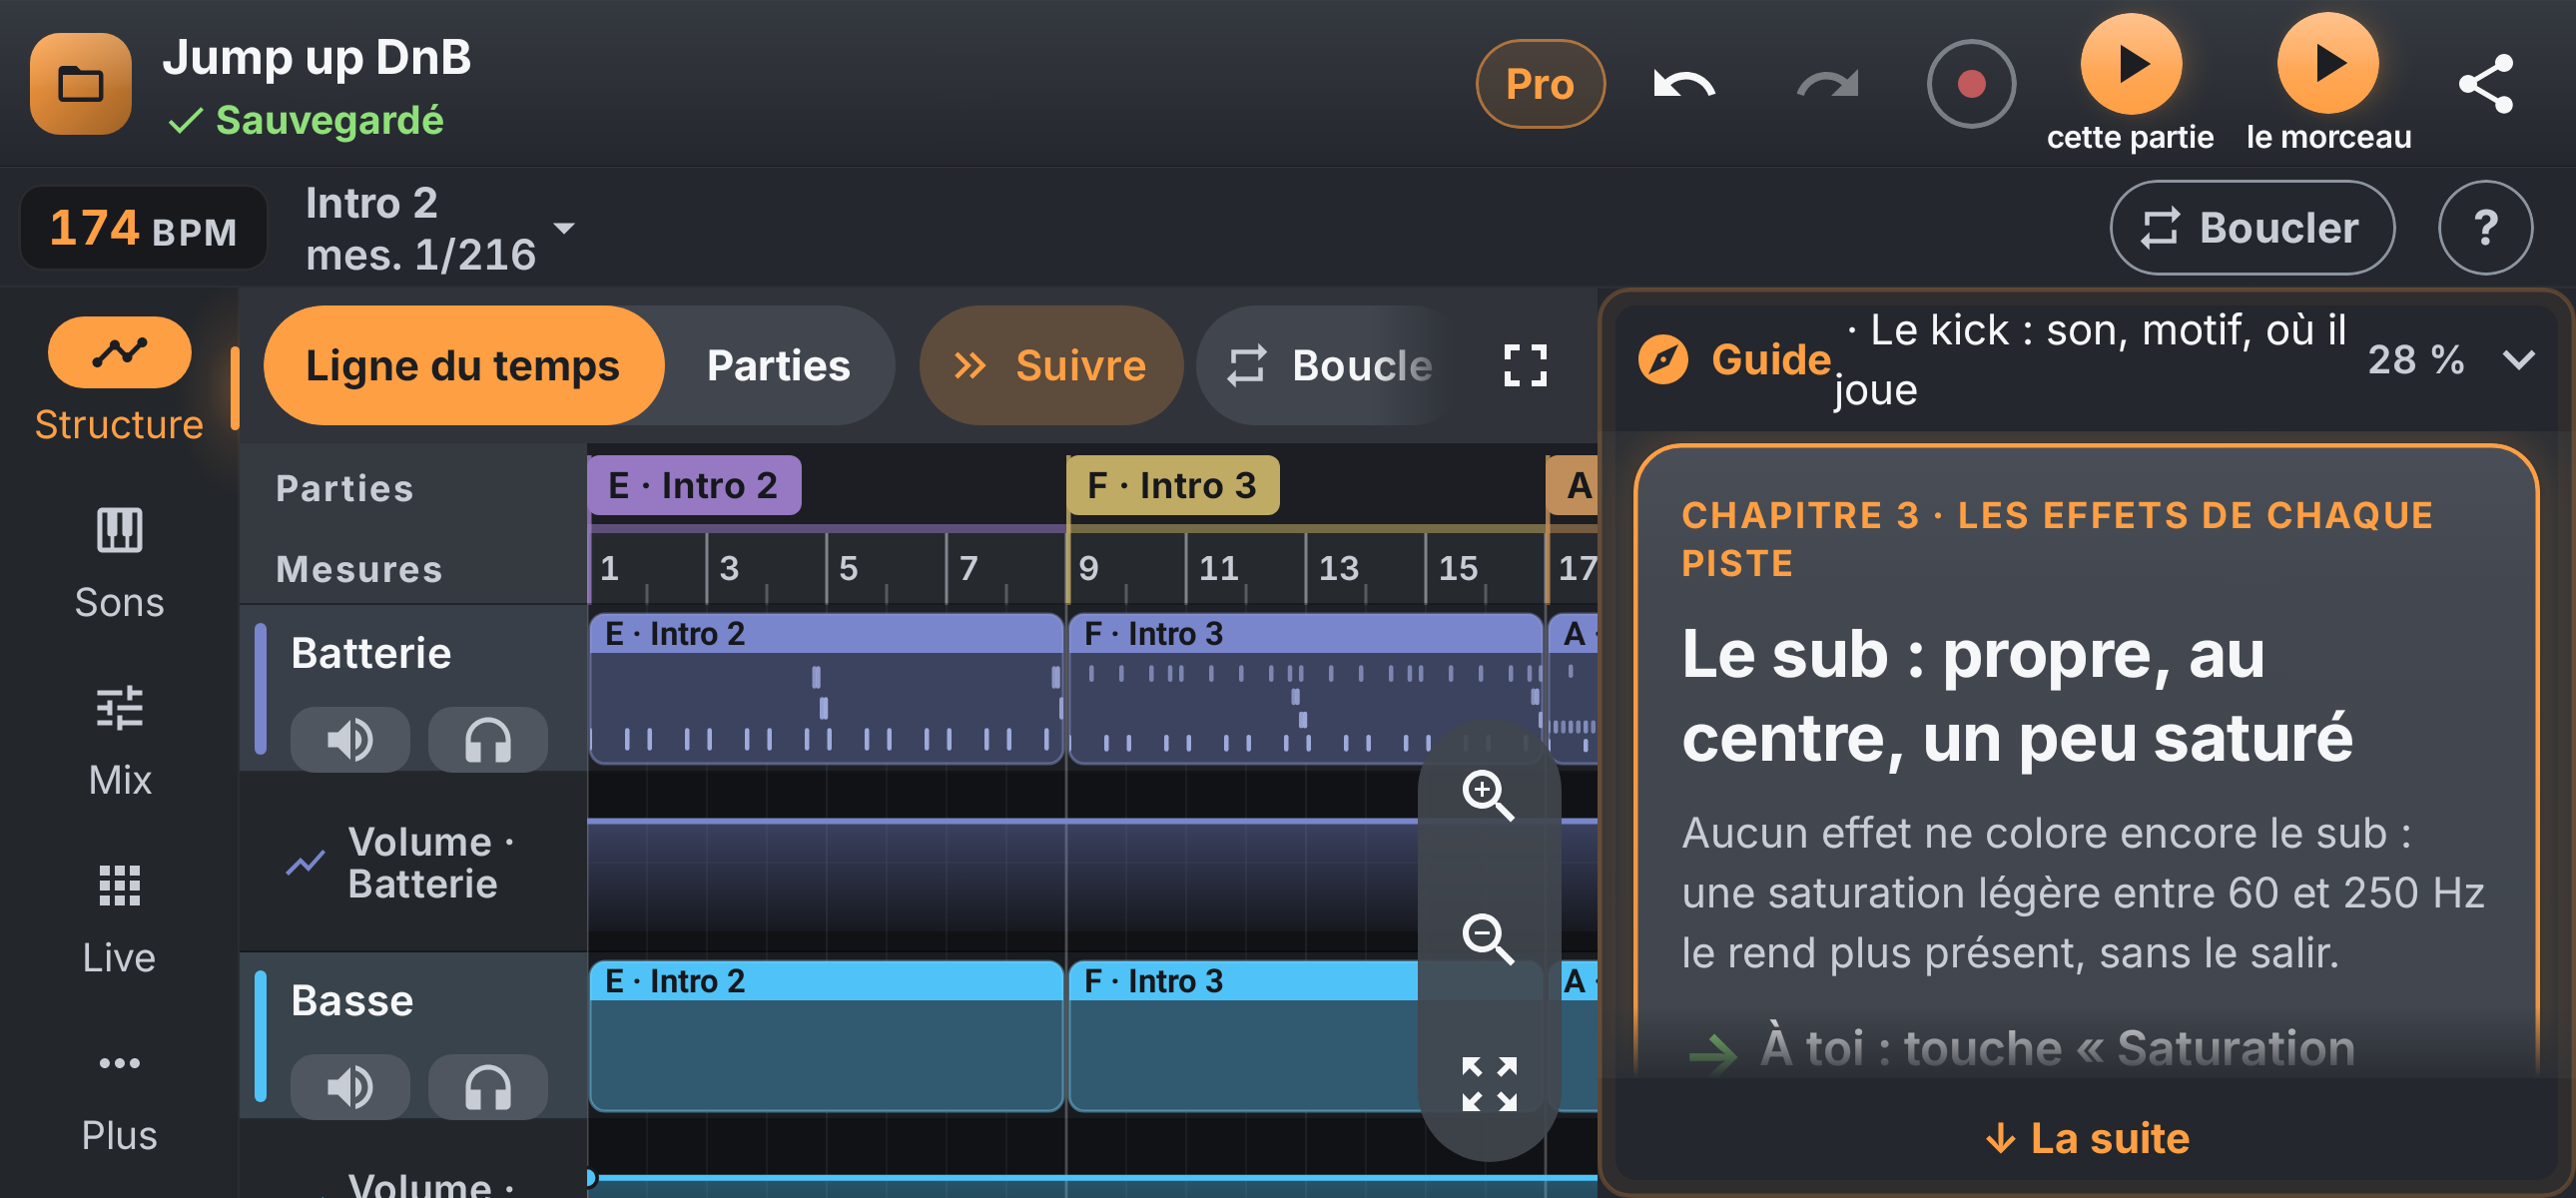 Jump up DnB
Sauvegardé
Pro
cette partie
le morceau
174 BPM
Intro 2
mes. 1/216
Boucler
?
Structure
Sons
Mix
Live
Plus
Ligne du temps
Parties
Suivre
Boucle
Parties
E · Intro 2
F · Intro 3
A
Mesures
1 3 5 7 9 11 13 15 17
Batterie
E · Intro 2
F · Intro 3
A ·
Volume ·
Batterie
Basse
E · Intro 2
F · Intro 3
A ·
Volume ·
Guide · Le kick : son, motif, où il
joue
28 %
CHAPITRE 3 · LES EFFETS DE CHAQUE
PISTE
Le sub : propre, au
centre, un peu saturé
Aucun effet ne colore encore le sub :
une saturation légère entre 60 et 250 Hz
le rend plus présent, sans le salir.
→ À toi : touche « Saturation
↓ La suite